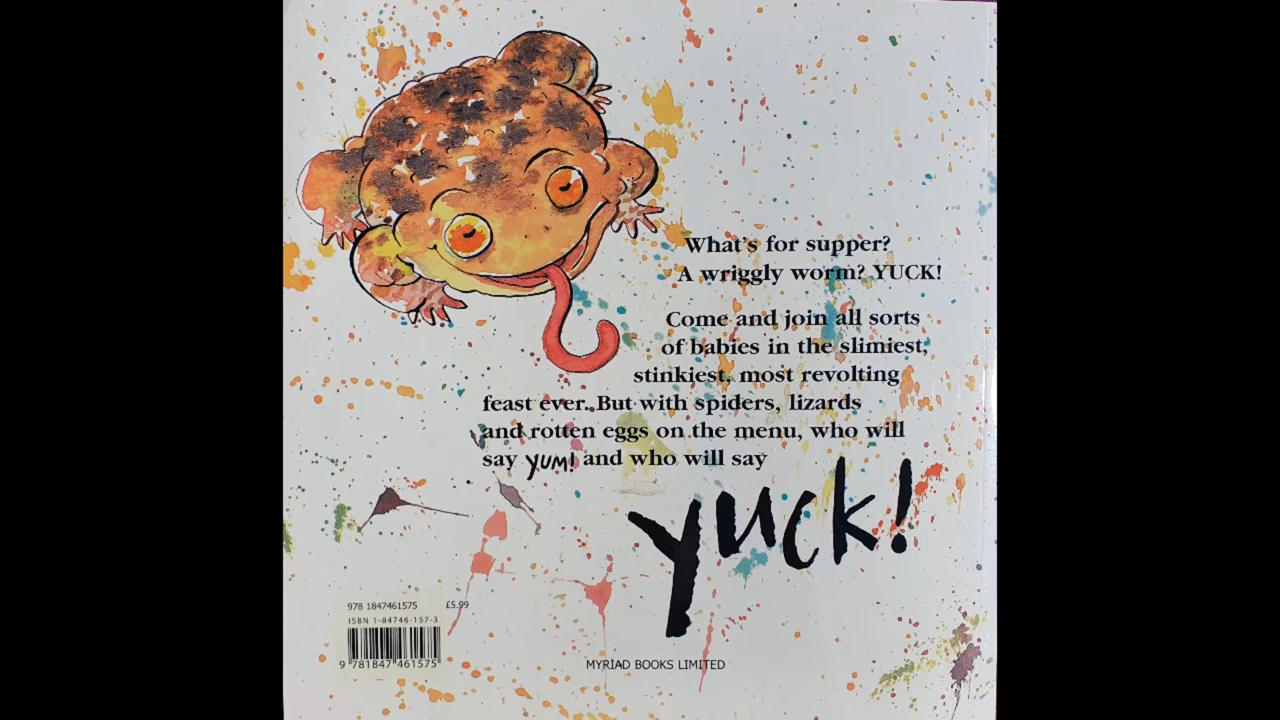 What's for supper?
A wriggly worm? YUCK!
Come and join all sorts
of babies in the slimiest,
stinkiest, most revolting
feast ever. But with spiders, lizards
and rotten eggs on the menu, who will
say YUM! and who will say
yuck!
978 1847461575 £5.99
ISBN 1-84746-157-3
9 781847 461575
MYRIAD BOOKS LIMITED